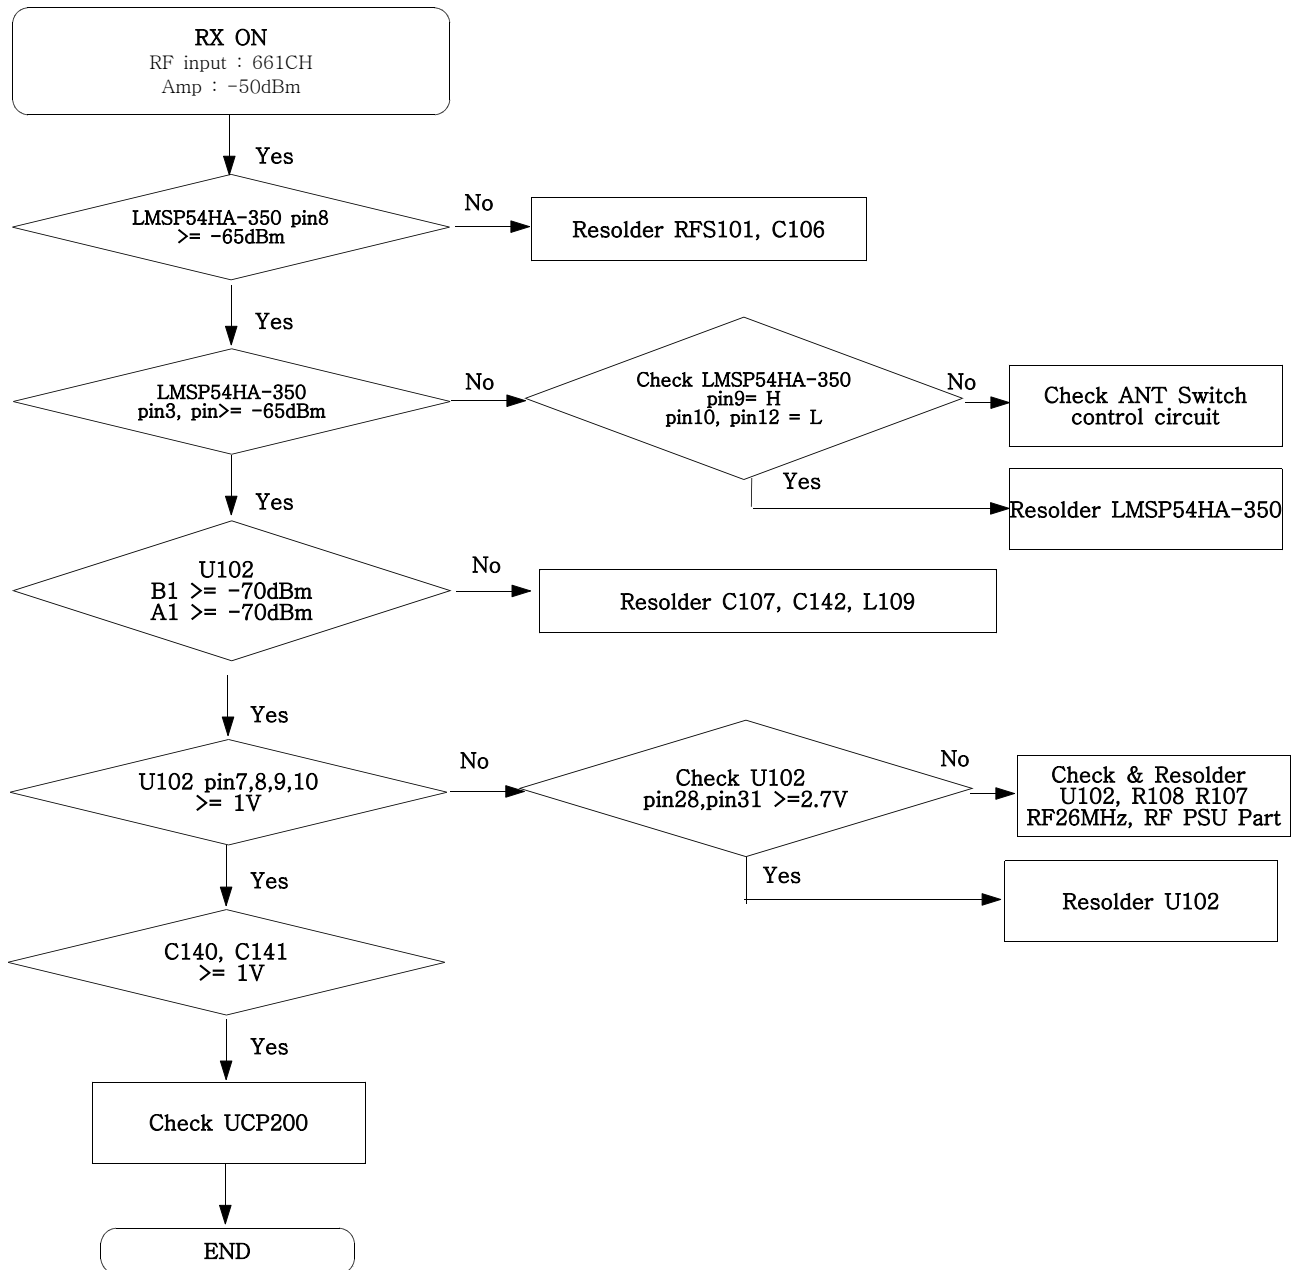 RX ON
RF input : 661CH
Amp : -50dBm
Yes
LMSP54HA-350 pin8
>= -65dBm
No
Resolder RFS101, C106
Yes
LMSP54HA-350
pin3, pin>= -65dBm
No
Check LMSP54HA-350
pin9= H
pin10, pin12 = L
No
Check ANT Switch
control circuit
Yes
Resolder LMSP54HA-350
Yes
U102
B1 >= -70dBm
A1 >= -70dBm
No
Resolder C107, C142, L109
Yes
U102 pin7,8,9,10
>= 1V
No
Check U102
pin28,pin31 >=2.7V
No
Check & Resolder
U102, R108 R107
RF26MHz, RF PSU Part
Yes
Resolder U102
Yes
C140, C141
>= 1V
Yes
Check UCP200
END